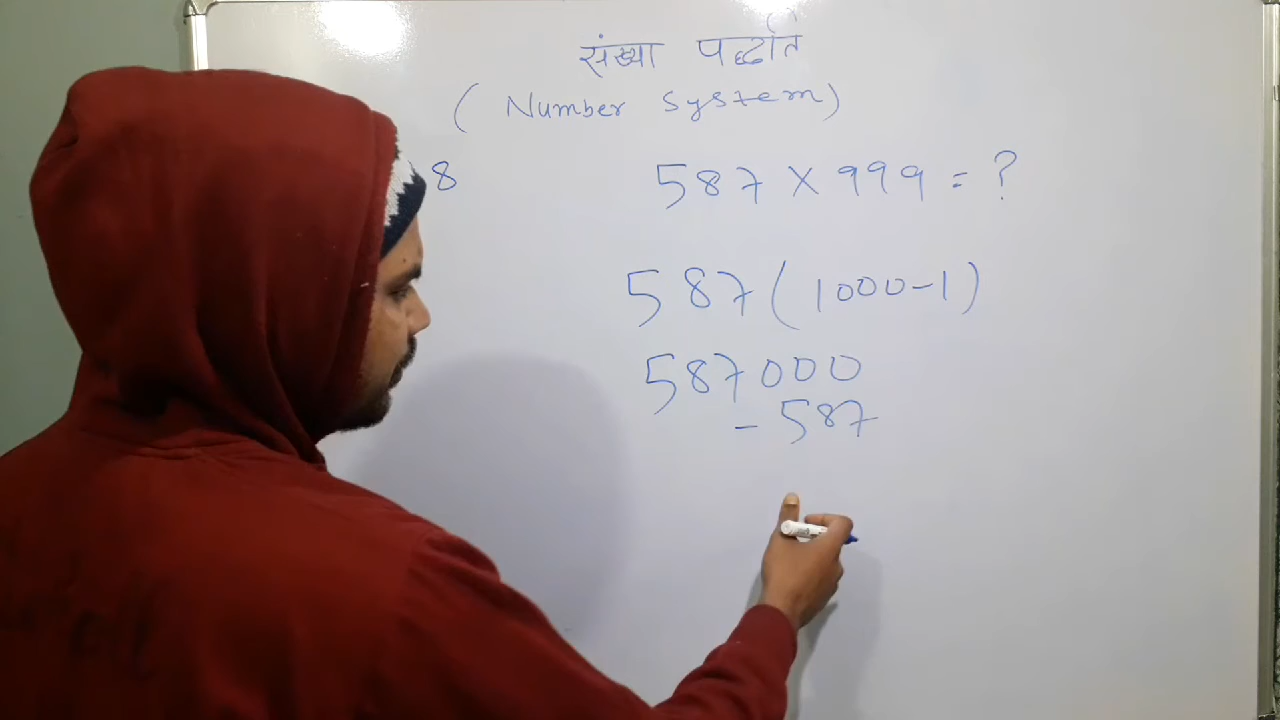 संख्या पद्धति
( Number System )
8 587 × 999 = ?
587 ( 1000 - 1 )
587000
- 587